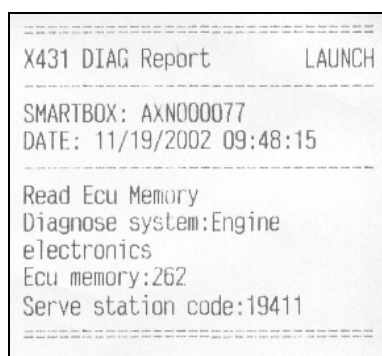 X431 DIAG Report LAUNCH
SMARTBOX: AXN000077
DATE: 11/19/2002 09:48:15
Read Ecu Memory
Diagnose system:Engine
electronics
Ecu memory:262
Serve station code:19411